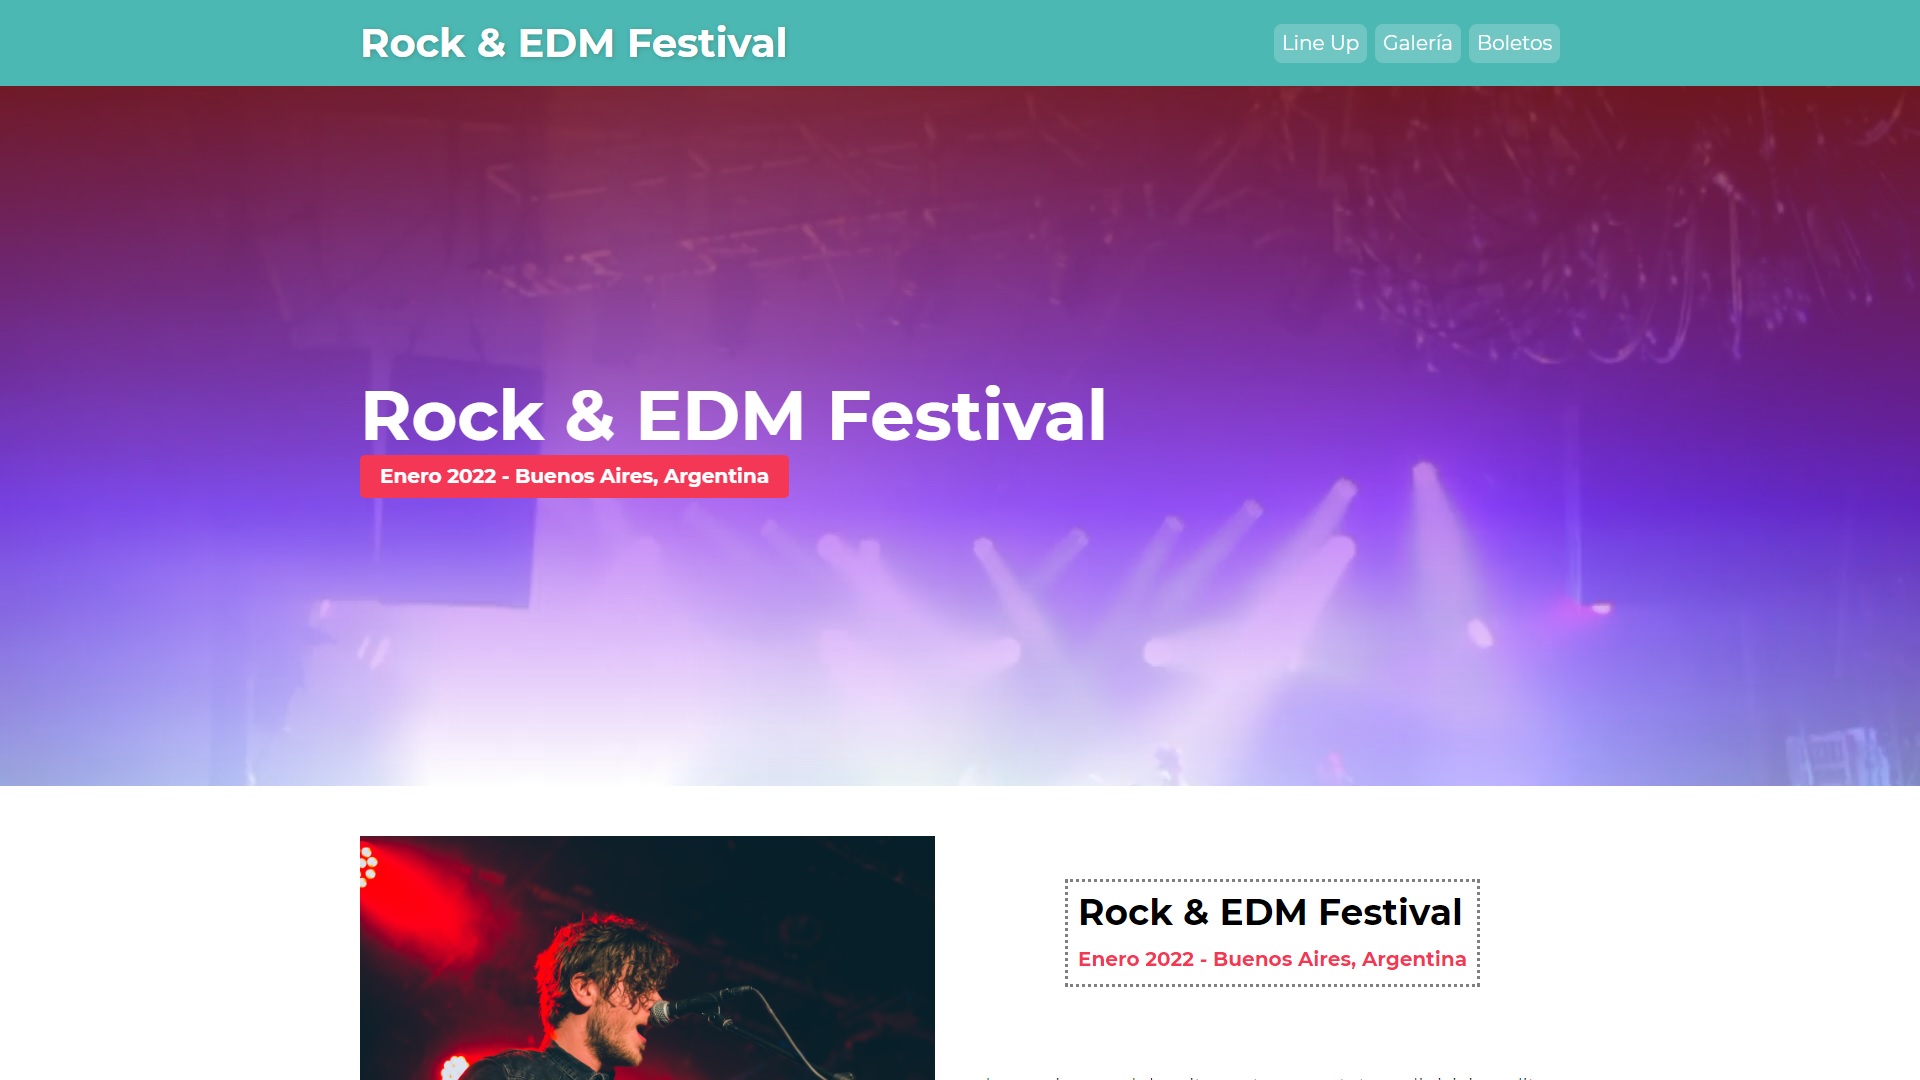 Rock & EDM Festival
Line Up
Galería
Boletos
Rock & EDM Festival
Enero 2022 - Buenos Aires, Argentina
Rock & EDM Festival
Enero 2022 - Buenos Aires, Argentina